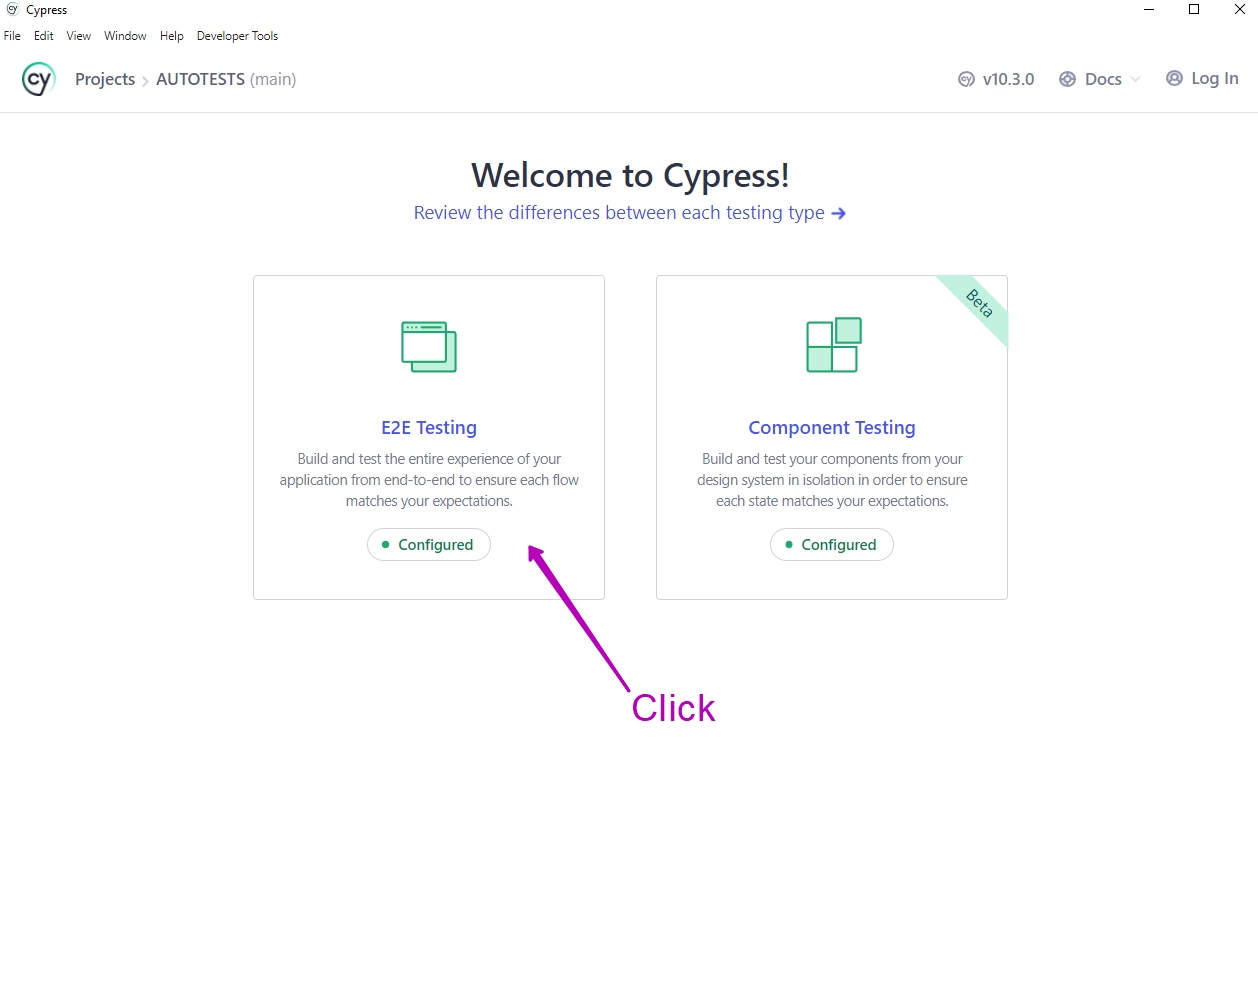 Cypress
File Edit View Window Help Developer Tools
cy Projects AUTOTESTS (main) v10.3.0 Docs Log In
Welcome to Cypress!
Review the differences between each testing type →
Beta
E2E Testing
Build and test the entire experience of your
application from end-to-end to ensure each flow
matches your expectations.
Configured
Component Testing
Build and test your components from your
design system in isolation in order to ensure
each state matches your expectations.
Configured
Click